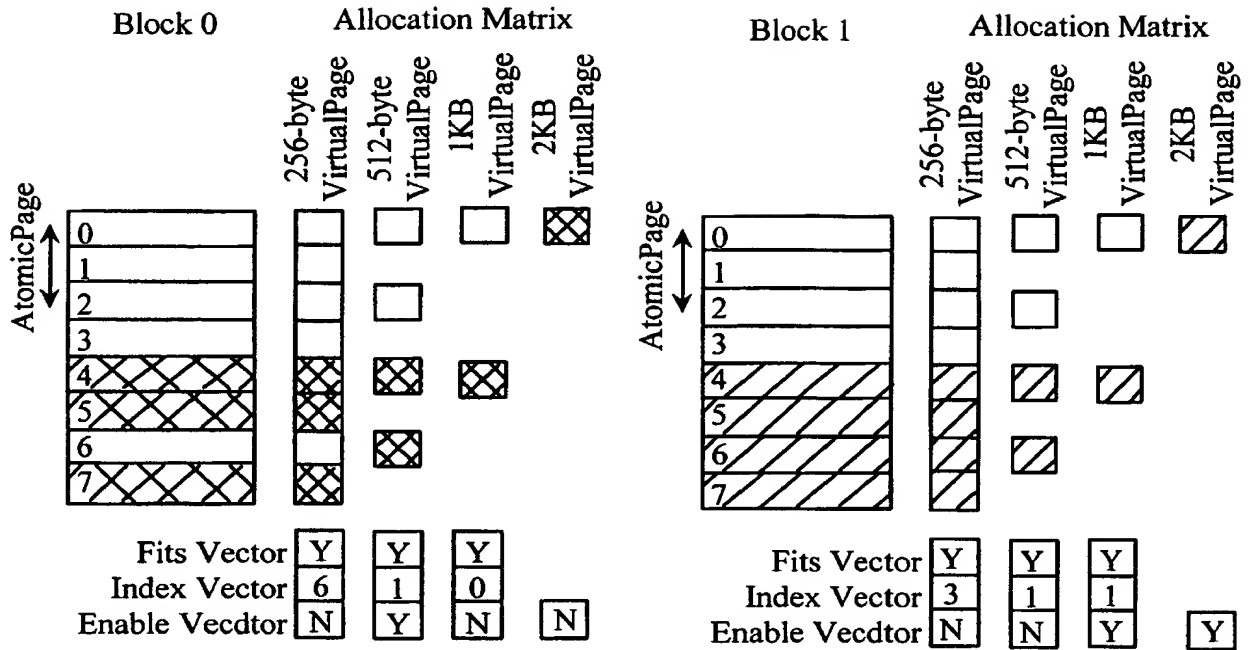 Block 0
Allocation Matrix
256-byte
VirtualPage
512-byte
VirtualPage
1KB
VirtualPage
2KB
VirtualPage
AtomicPage
0
1
2
3
4
5
6
7
Fits Vector Y Y Y
Index Vector 6 1 0
Enable Vecdtor N Y N N
Block 1
Allocation Matrix
256-byte
VirtualPage
512-byte
VirtualPage
1KB
VirtualPage
2KB
VirtualPage
AtomicPage
0
1
2
3
4
5
6
7
Fits Vector Y Y Y
Index Vector 3 1 1
Enable Vecdtor N N Y Y